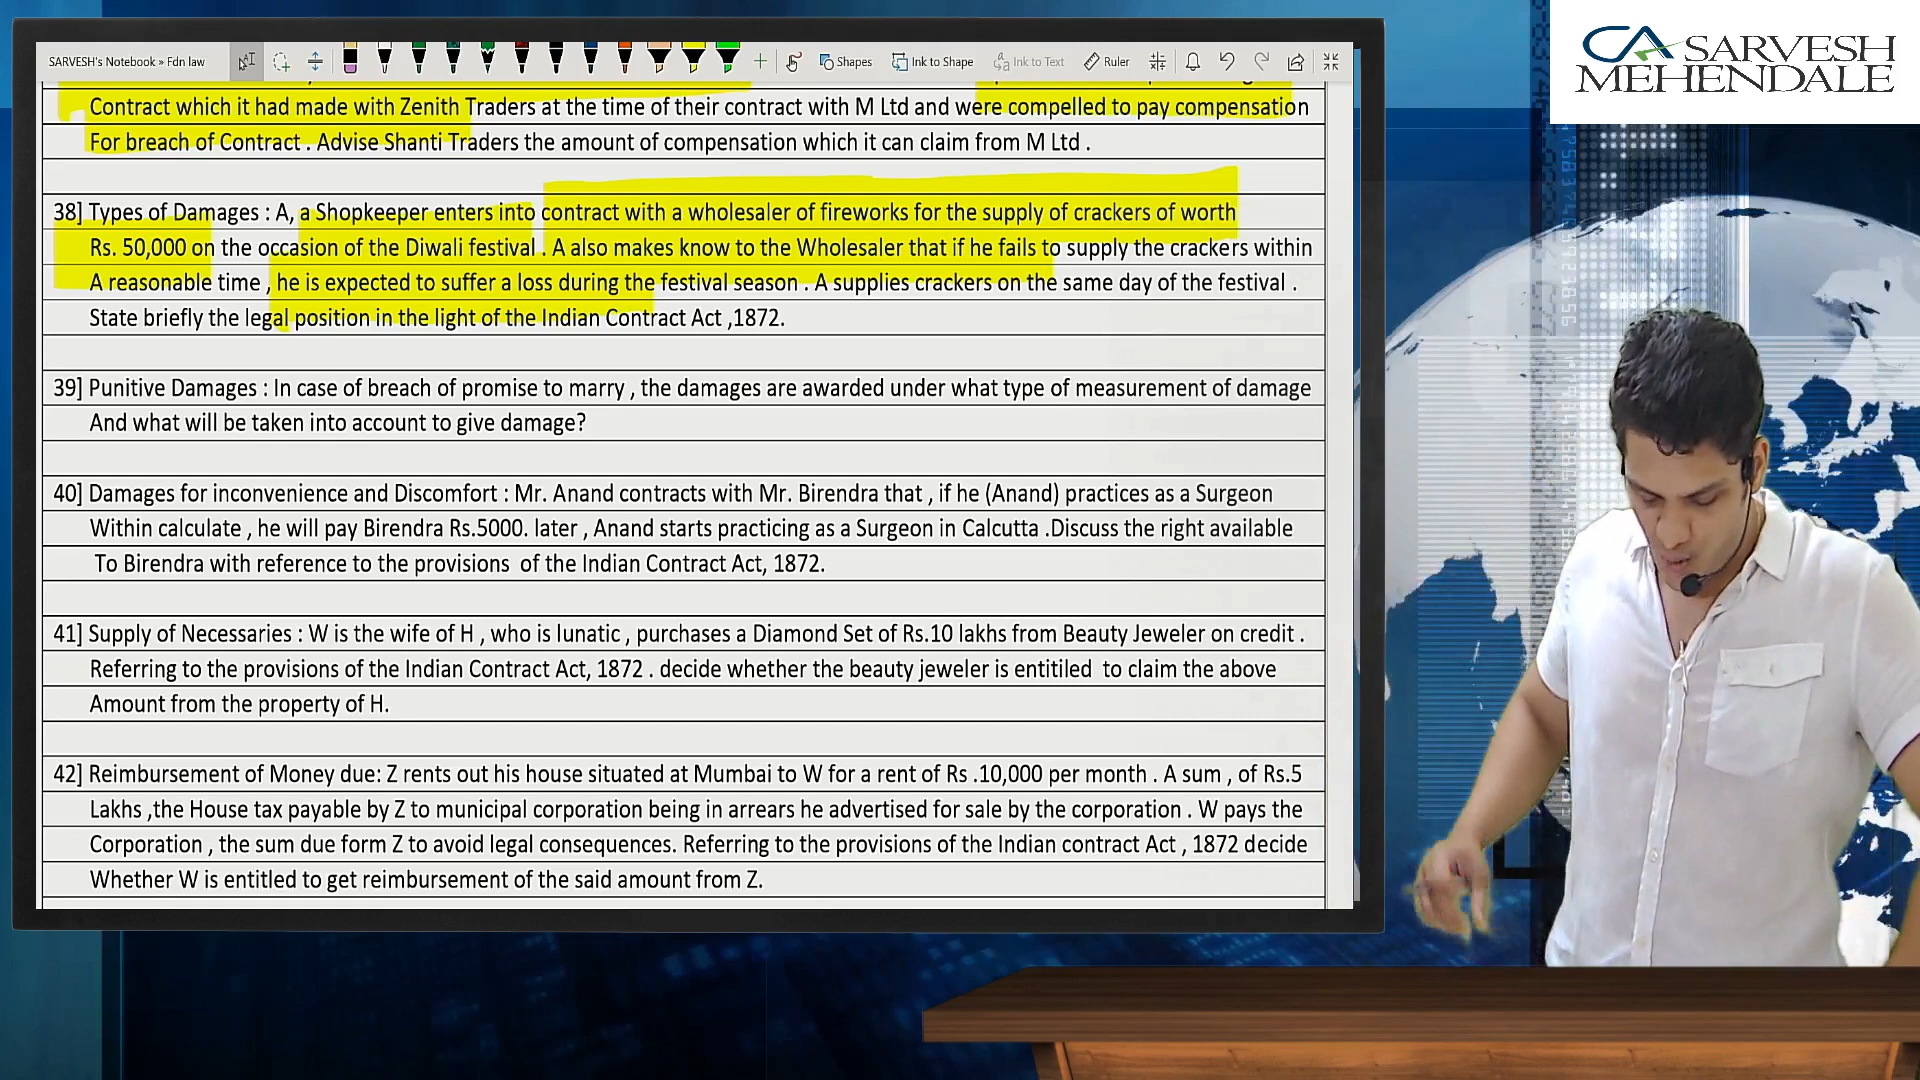 SARVESH's Notebook » Fdn law
Shapes
Ink to Shape
Ink to Text
Ruler
CA SARVESH
MEHENDALE
Contract which it had made with Zenith Traders at the time of their contract with M Ltd and were compelled to pay compensation
For breach of Contract . Advise Shanti Traders the amount of compensation which it can claim from M Ltd .
38] Types of Damages : A, a Shopkeeper enters into contract with a wholesaler of fireworks for the supply of crackers of worth
Rs. 50,000 on the occasion of the Diwali festival . A also makes know to the Wholesaler that if he fails to supply the crackers within
A reasonable time , he is expected to suffer a loss during the festival season . A supplies crackers on the same day of the festival .
State briefly the legal position in the light of the Indian Contract Act ,1872.
39] Punitive Damages : In case of breach of promise to marry , the damages are awarded under what type of measurement of damage
And what will be taken into account to give damage?
40] Damages for inconvenience and Discomfort : Mr. Anand contracts with Mr. Birendra that , if he (Anand) practices as a Surgeon
Within calculate , he will pay Birendra Rs.5000. later , Anand starts practicing as a Surgeon in Calcutta .Discuss the right available
To Birendra with reference to the provisions of the Indian Contract Act, 1872.
41] Supply of Necessaries : W is the wife of H , who is lunatic , purchases a Diamond Set of Rs.10 lakhs from Beauty Jeweler on credit .
Referring to the provisions of the Indian Contract Act, 1872 . decide whether the beauty jeweler is entitiled to claim the above
Amount from the property of H.
42] Reimbursement of Money due: Z rents out his house situated at Mumbai to W for a rent of Rs .10,000 per month . A sum , of Rs.5
Lakhs ,the House tax payable by Z to municipal corporation being in arrears he advertised for sale by the corporation . W pays the
Corporation , the sum due form Z to avoid legal consequences. Referring to the provisions of the Indian contract Act , 1872 decide
Whether W is entitled to get reimbursement of the said amount from Z.